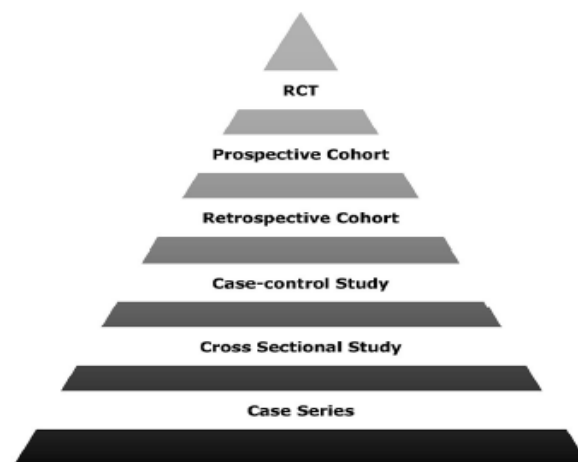 RCT
Prospective Cohort
Retrospective Cohort
Case-control Study
Cross Sectional Study
Case Series